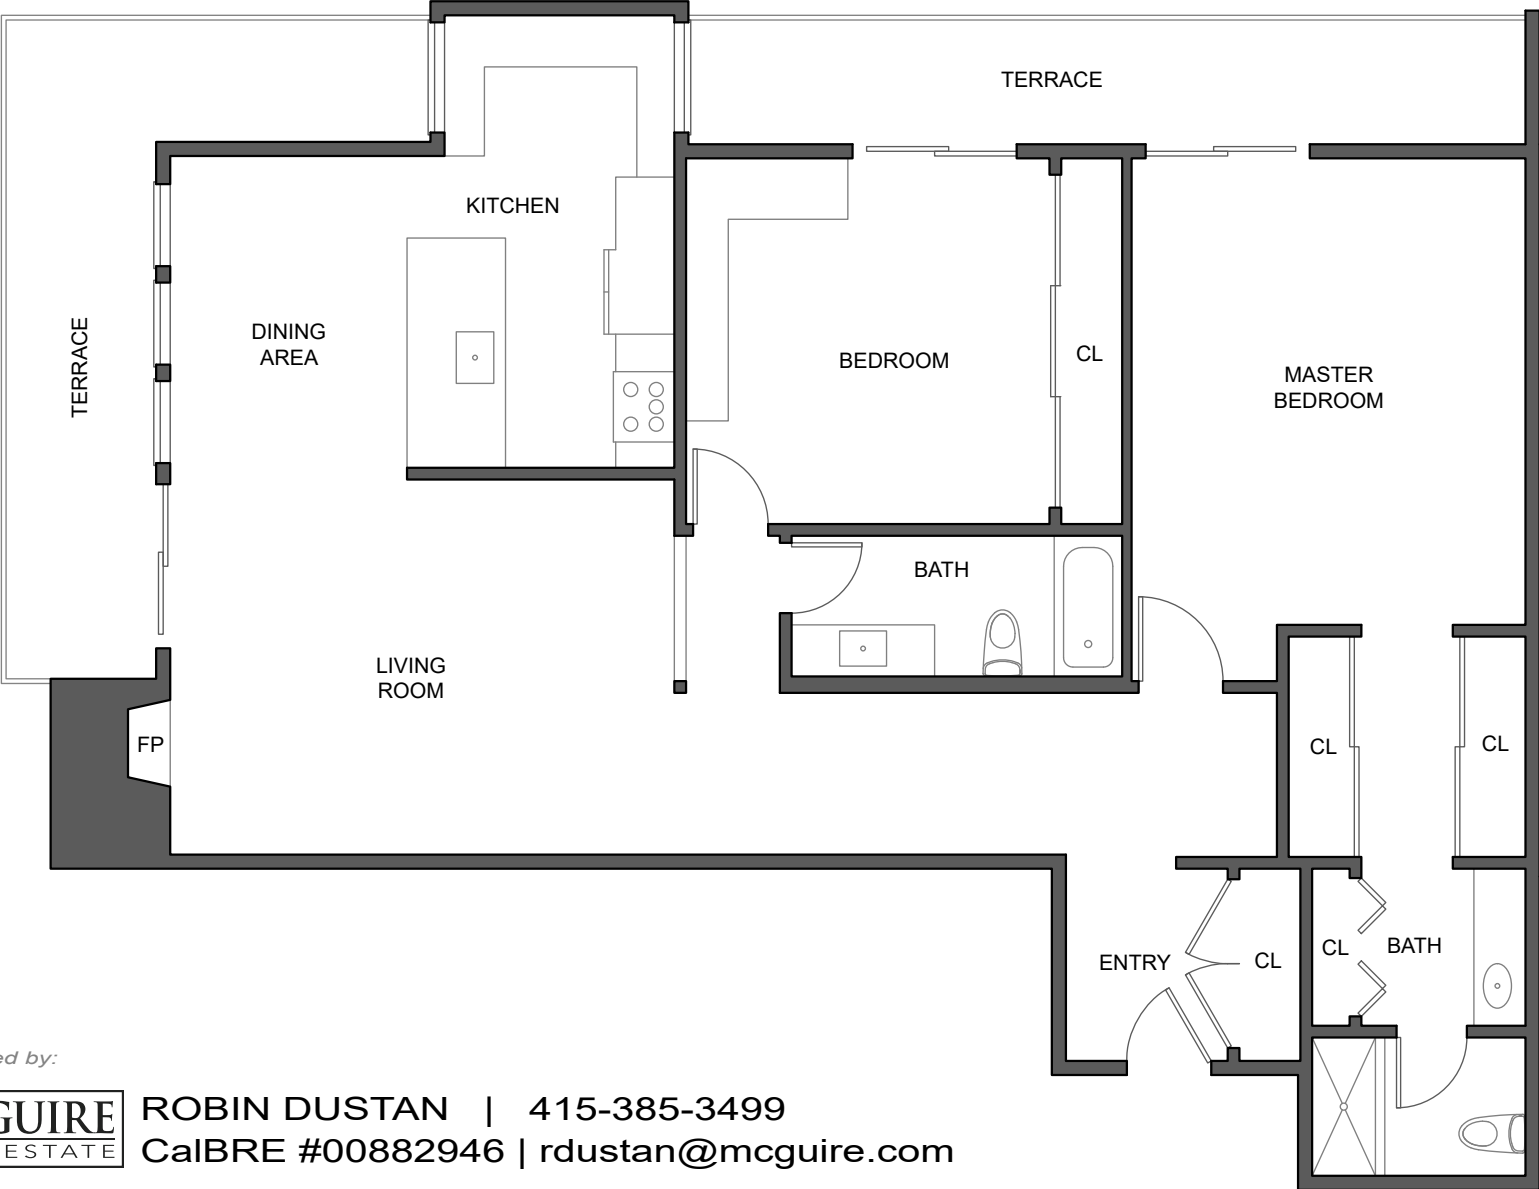 TERRACE
KITCHEN
TERRACE
DINING
AREA
BEDROOM
CL
MASTER
BEDROOM
BATH
LIVING
ROOM
FP
CL
CL
ENTRY
CL
CL
BATH
ed by:
GUIRE
ESTATE
ROBIN DUSTAN | 415-385-3499
CalBRE #00882946 | rdustan@mcguire.com